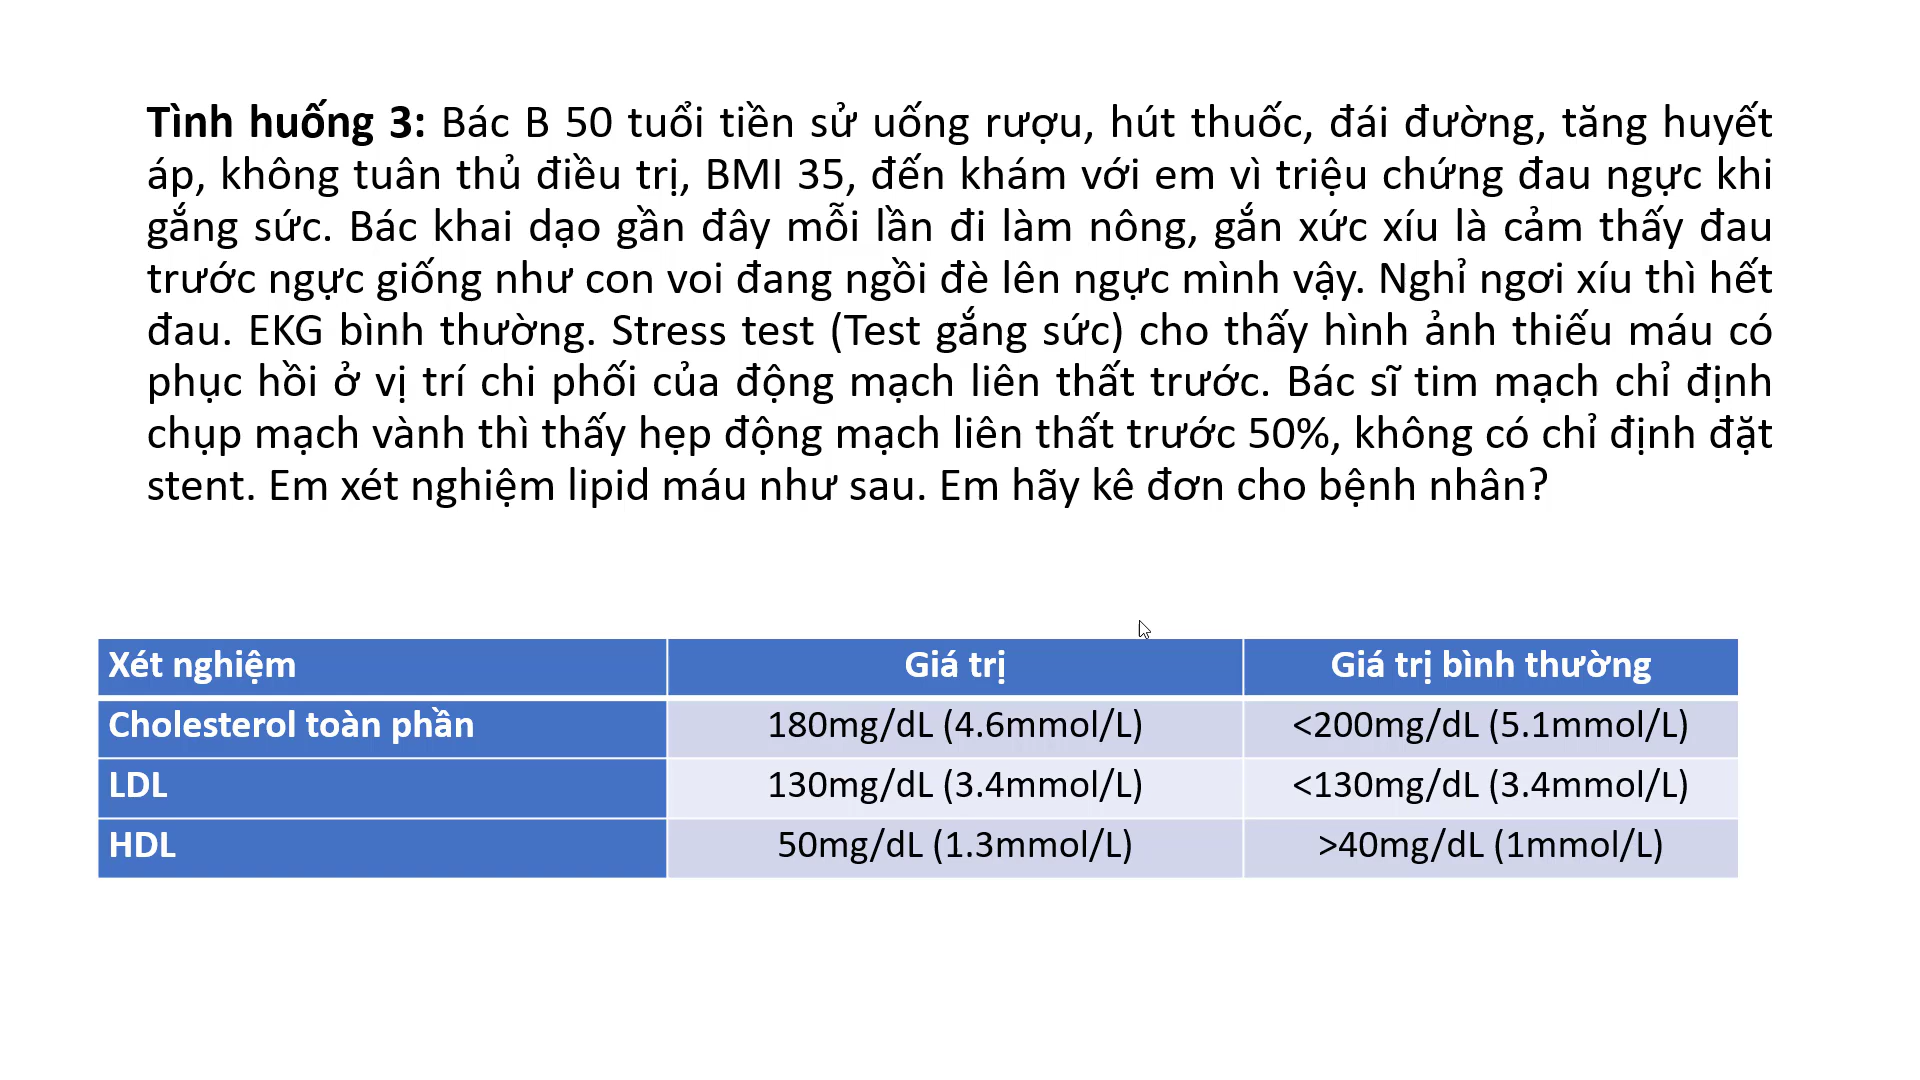 Tình huống 3: Bác B 50 tuổi tiền sử uống rượu, hút thuốc, đái đường, tăng huyết
áp, không tuân thủ điều trị, BMI 35, đến khám với em vì triệu chứng đau ngực khi
gắng sức. Bác khai dạo gần đây mỗi lần đi làm nông, gắn xức xíu là cảm thấy đau
trước ngực giống như con voi đang ngồi đè lên ngực mình vậy. Nghỉ ngơi xíu thì hết
đau. EKG bình thường. Stress test (Test gắng sức) cho thấy hình ảnh thiếu máu có
phục hồi ở vị trí chi phối của động mạch liên thất trước. Bác sĩ tim mạch chỉ định
chụp mạch vành thì thấy hẹp động mạch liên thất trước 50%, không có chỉ định đặt
stent. Em xét nghiệm lipid máu như sau. Em hãy kê đơn cho bệnh nhân?
Xét nghiệm Giá trị Giá trị bình thường
Cholesterol toàn phần 180mg/dL (4.6mmol/L) <200mg/dL (5.1mmol/L)
LDL 130mg/dL (3.4mmol/L) <130mg/dL (3.4mmol/L)
HDL 50mg/dL (1.3mmol/L) >40mg/dL (1mmol/L)